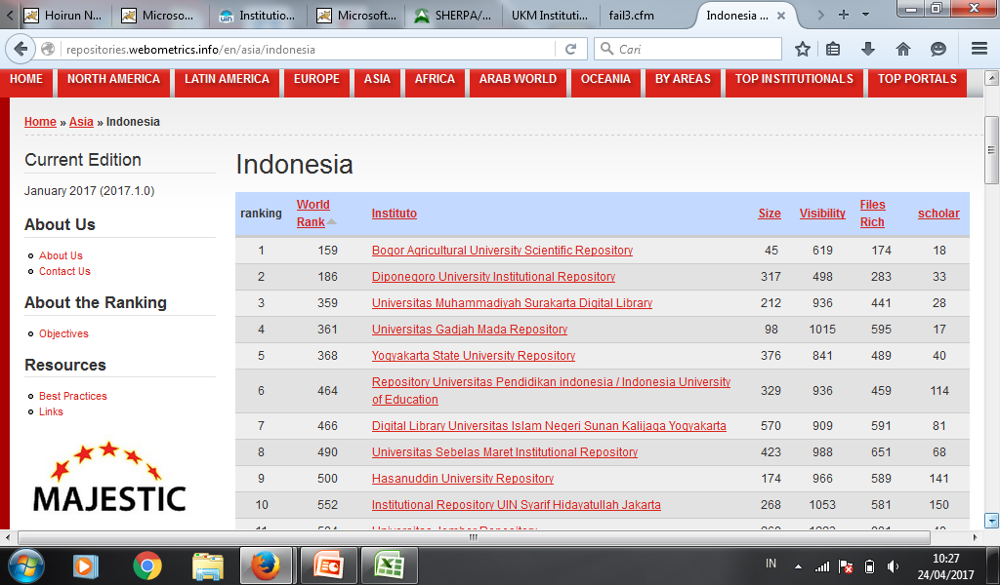 Hoirun N... Microso... Institutio... Microsoft... SHERPA/... UKM Instituti... fail3.cfm Indonesia ...
repositories.webometrics.info/en/asia/indonesia Cari
HOME NORTH AMERICA LATIN AMERICA EUROPE ASIA AFRICA ARAB WORLD OCEANIA BY AREAS TOP INSTITUTIONALS TOP PORTALS
Home » Asia » Indonesia
Current Edition
January 2017 (2017.1.0)
About Us
About Us
Contact Us
About the Ranking
Objectives
Resources
Best Practices
Links
MAJESTIC
Indonesia
ranking World Rank Instituto Size Visibility Files Rich scholar
1 159 Bogor Agricultural University Scientific Repository 45 619 174 18
2 186 Diponegoro University Institutional Repository 317 498 283 33
3 359 Universitas Muhammadiyah Surakarta Digital Library 212 936 441 28
4 361 Universitas Gadjah Mada Repository 98 1015 595 17
5 368 Yogyakarta State University Repository 376 841 489 40
6 464 Repository Universitas Pendidikan indonesia / Indonesia University of Education 329 936 459 114
7 466 Digital Library Universitas Islam Negeri Sunan Kalijaga Yogyakarta 570 909 591 81
8 490 Universitas Sebelas Maret Institutional Repository 423 988 651 68
9 500 Hasanuddin University Repository 174 966 589 141
10 552 Institutional Repository UIN Syarif Hidayatullah Jakarta 268 1053 581 150
IN
10:27
24/04/2017